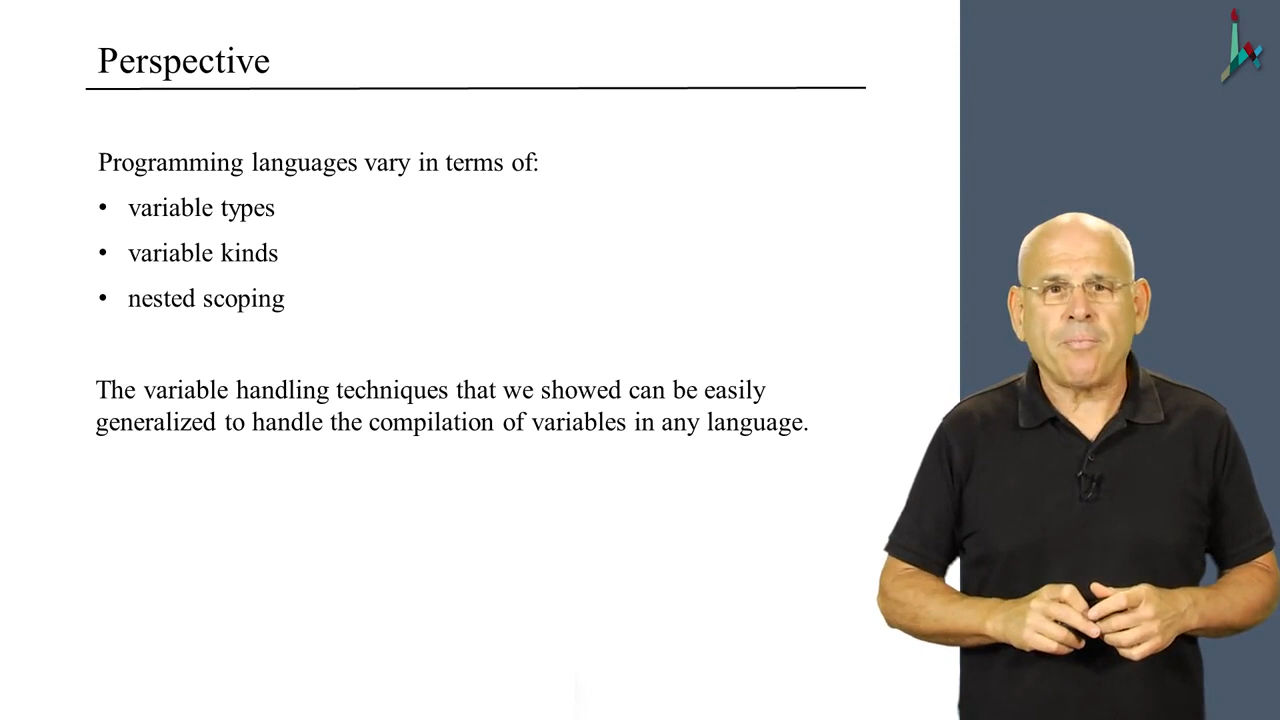 Perspective
Programming languages vary in terms of:
• variable types
• variable kinds
• nested scoping
The variable handling techniques that we showed can be easily
generalized to handle the compilation of variables in any language.